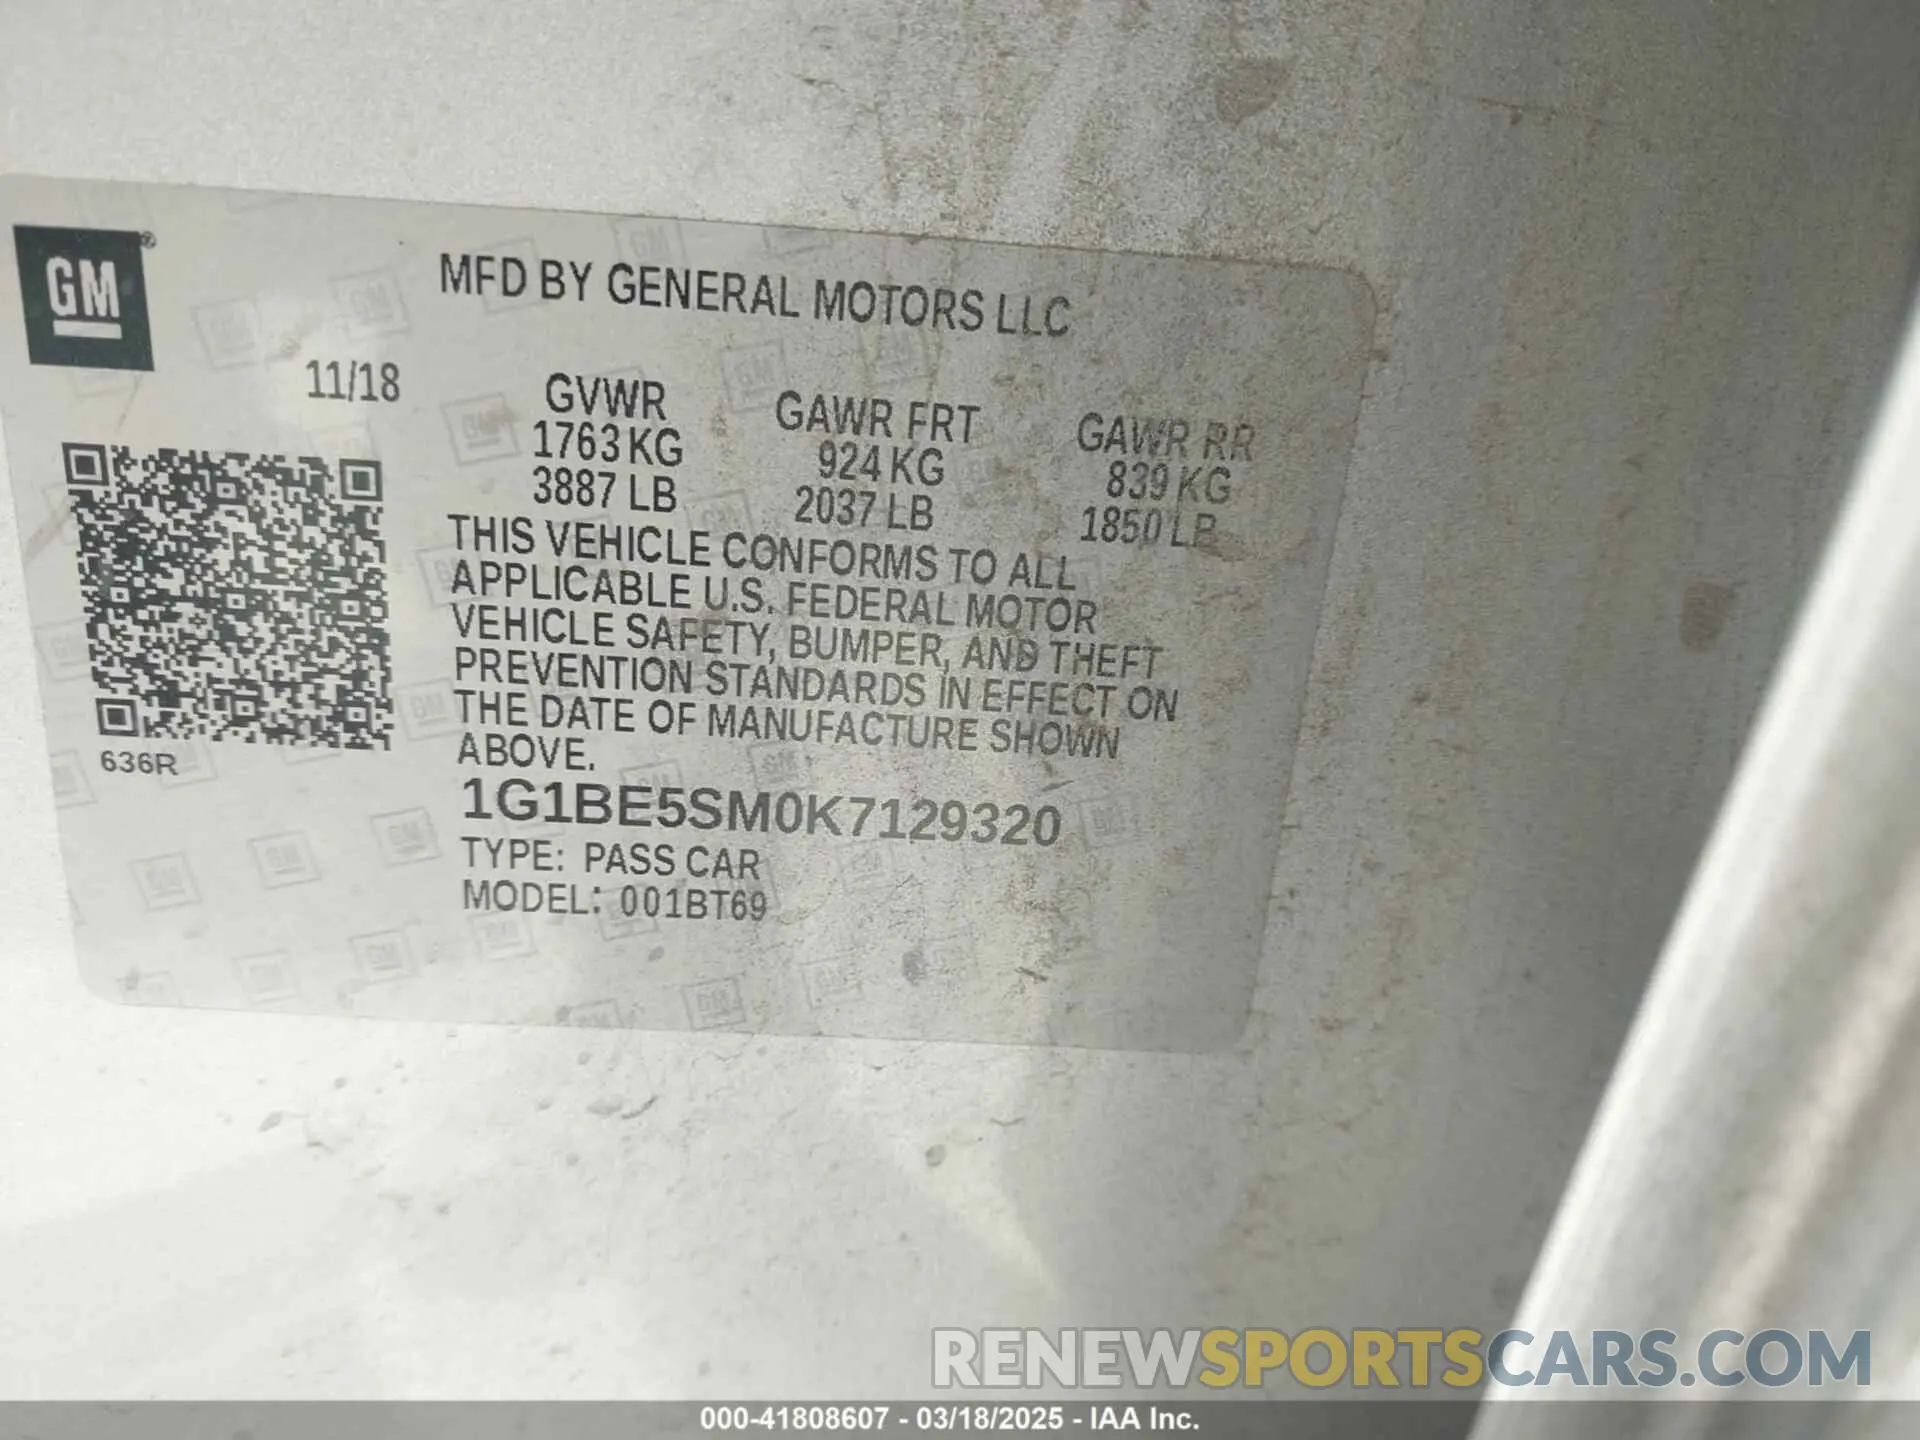 GM®
MFD BY GENERAL MOTORS LLC
11/18
GVWR GAWR FRT GAWR RR
1763 KG 924 KG 839 KG
3887 LB 2037 LB 1850 LB
THIS VEHICLE CONFORMS TO ALL
APPLICABLE U.S. FEDERAL MOTOR
VEHICLE SAFETY, BUMPER, AND THEFT
PREVENTION STANDARDS IN EFFECT ON
THE DATE OF MANUFACTURE SHOWN
ABOVE.
636R
1G1BE5SM0K7129320
TYPE: PASS CAR
MODEL: 001BT69
RENEWSPORTSCARS.COM
000-41808607 - 03/18/2025 - IAA Inc.